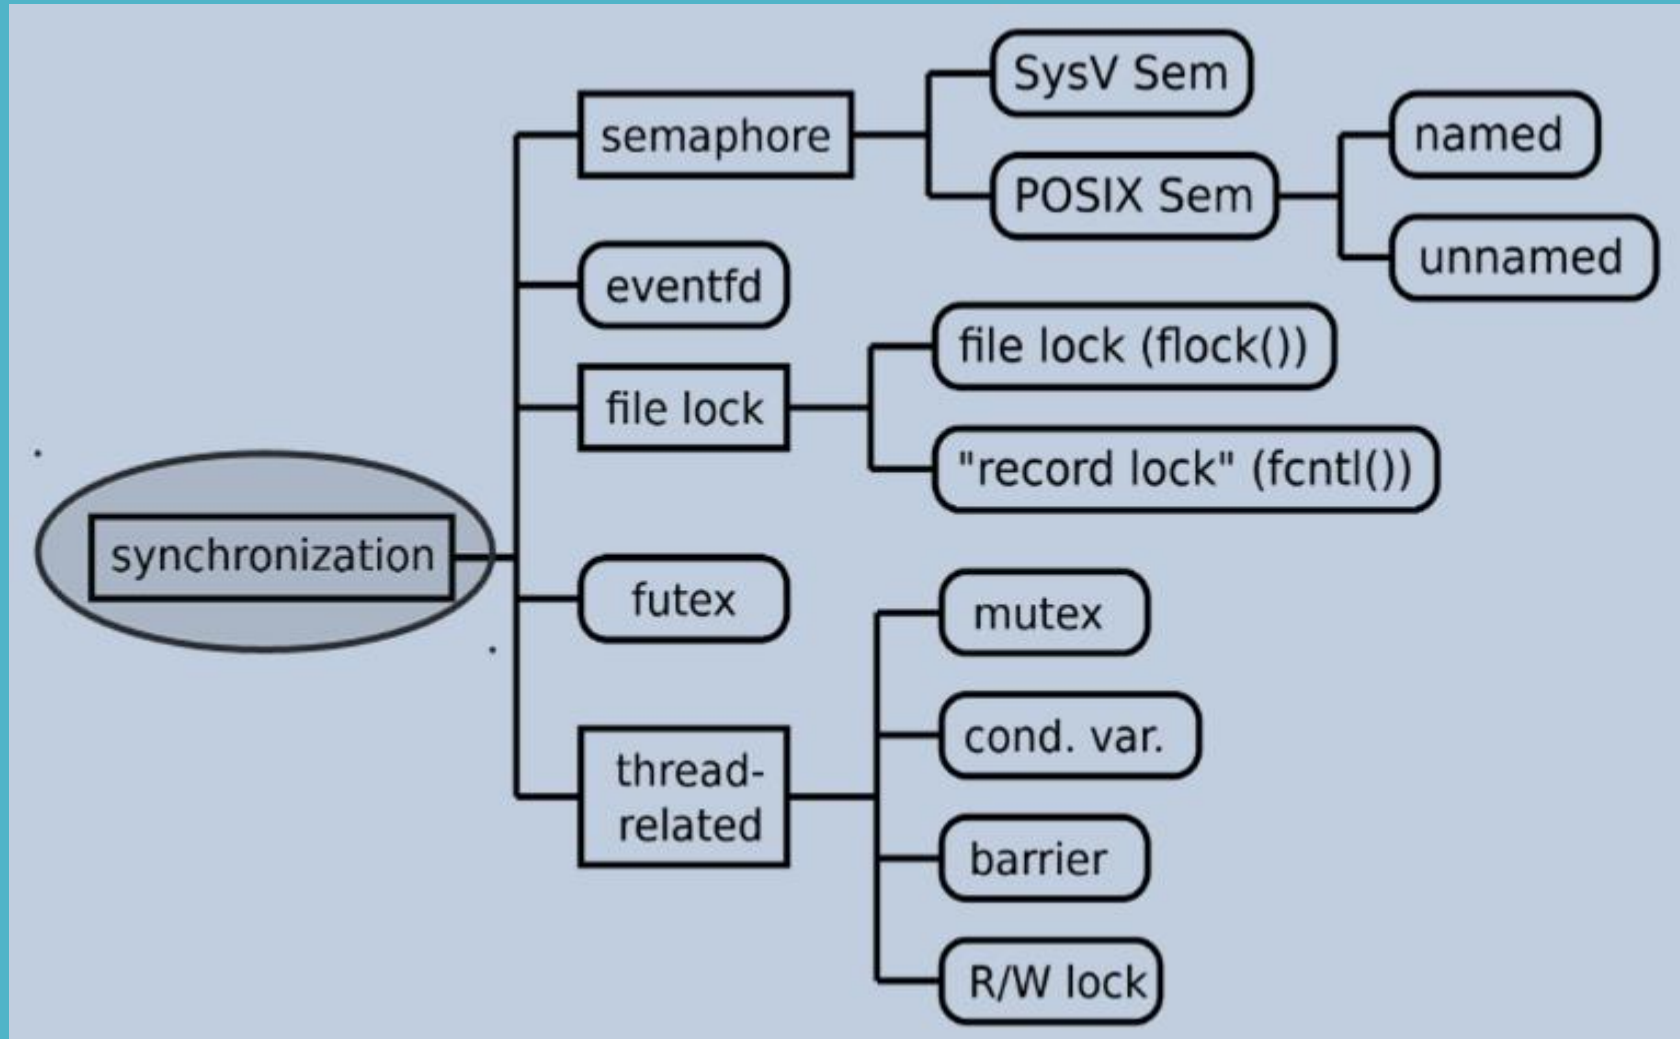 SysV Sem
semaphore
named
POSIX Sem
unnamed
eventfd
file lock (flock())
file lock
"record lock" (fcntl())
synchronization
futex
mutex
thread-
related
cond. var.
barrier
R/W lock